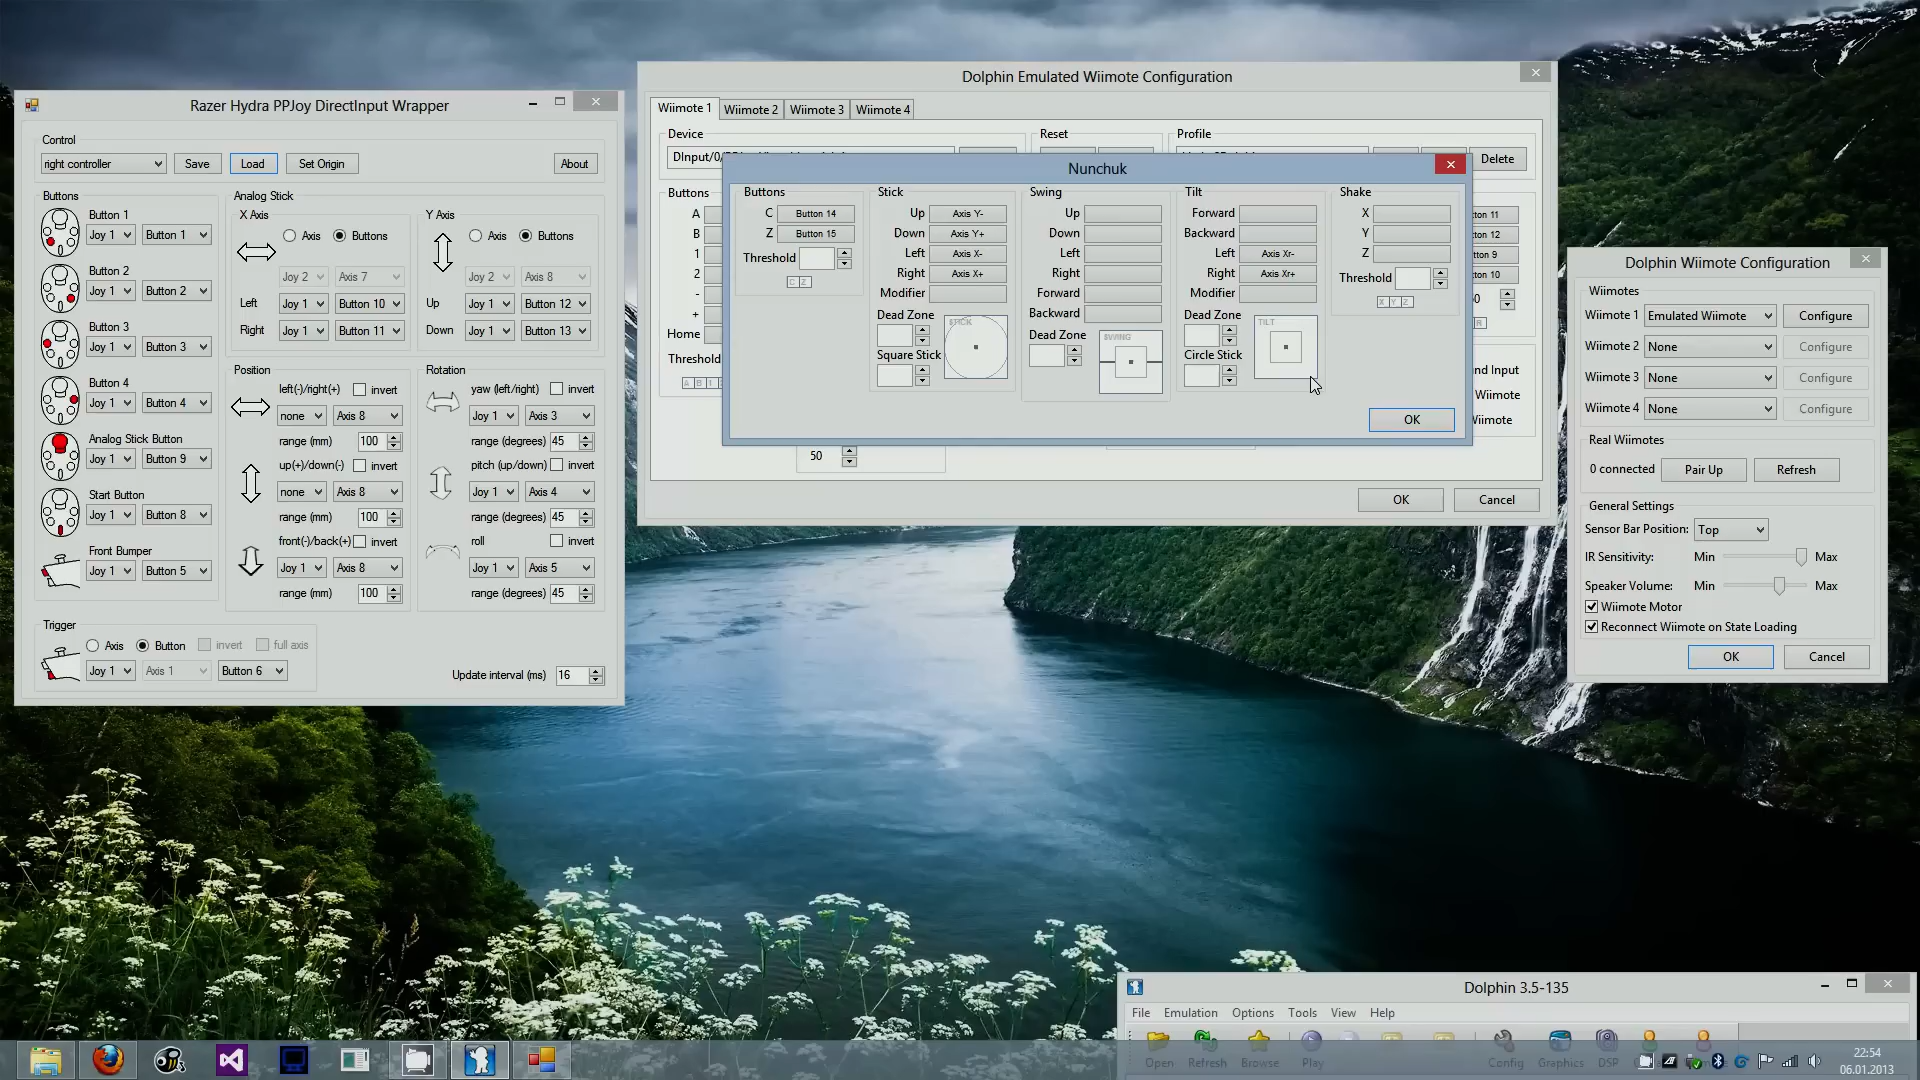 Razer Hydra PPJoy DirectInput Wrapper
Control
right controller Save Load Set Origin About
Buttons
Button 1
Joy 1 Button 1
Button 2
Joy 1 Button 2
Button 3
Joy 1 Button 3
Button 4
Joy 1 Button 4
Analog Stick Button
Joy 1 Button 9
Start Button
Joy 1 Button 8
Front Bumper
Joy 1 Button 5
Analog Stick
X Axis
Axis Buttons
Joy 2 Axis 7
Left Joy 1 Button 10
Right Joy 1 Button 11
Y Axis
Axis Buttons
Joy 2 Axis 8
Up Joy 1 Button 12
Down Joy 1 Button 13
Position
left(-)/right(+) invert
none Axis 8
range (mm) 100
up(+)/down(-) invert
none Axis 8
range (mm) 100
front(-)/back(+) invert
Joy 1 Axis 8
range (mm) 100
Rotation
yaw (left/right) invert
Joy 1 Axis 3
range (degrees) 45
pitch (up/down) invert
Joy 1 Axis 4
range (degrees) 45
roll invert
Joy 1 Axis 5
range (degrees) 45
Trigger
Axis Button invert full axis
Joy 1 Axis 1 Button 6
Update interval (ms) 16
Dolphin Emulated Wiimote Configuration
Wiimote 1 Wiimote 2 Wiimote 3 Wiimote 4
Device Reset Profile
Delete
Buttons
A
B
1
2
-
+
Home
Threshold
50
OK Cancel
Nunchuk
Buttons
C Button 14
Z Button 15
Threshold
C Z
Stick
Up Axis Y-
Down Axis Y+
Left Axis X-
Right Axis X+
Modifier
Dead Zone
STICK
Square Stick
Swing
Up
Down
Left
Right
Forward
Backward
Dead Zone
SWING
Tilt
Forward
Backward
Left Axis Xr-
Right Axis Xr+
Modifier
Dead Zone
TILT
Circle Stick
Shake
X
Y
Z
Threshold
X Y Z
OK
Dolphin Wiimote Configuration
Wiimotes
Wiimote 1 Emulated Wiimote Configure
Wiimote 2 None Configure
Wiimote 3 None Configure
Wiimote 4 None Configure
Real Wiimotes
0 connected Pair Up Refresh
General Settings
Sensor Bar Position: Top
IR Sensitivity: Min Max
Speaker Volume: Min Max
Wiimote Motor
Reconnect Wiimote on State Loading
OK Cancel
Dolphin 3.5-135
File Emulation Options Tools View Help
Open Refresh Browse Play Config Graphics DSP
22:54
06.01.2013